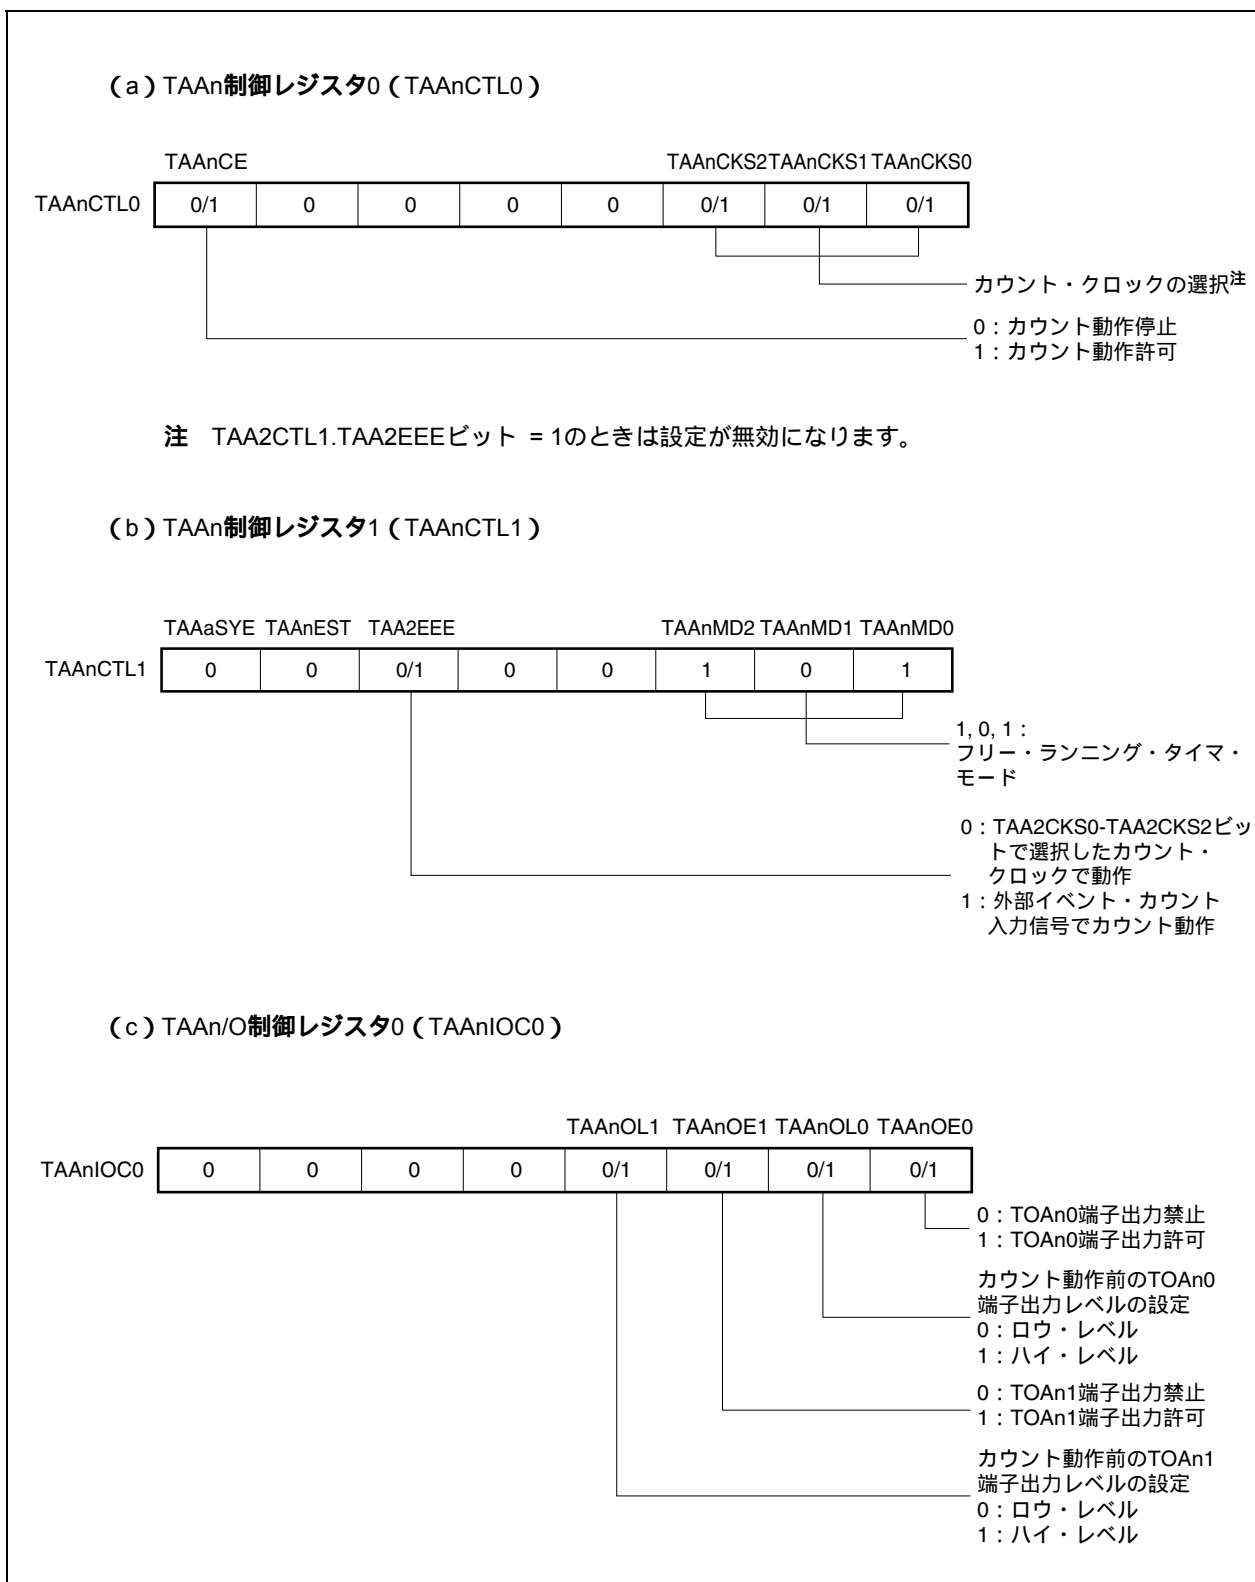 （a）TAAn制御レジスタ0（TAAnCTL0）
TAAnCE TAAnCKS2 TAAnCKS1 TAAnCKS0
TAAnCTL0 0/1 0 0 0 0 0/1 0/1 0/1
カウント・クロックの選択注
0：カウント動作停止
1：カウント動作許可
注 TAA2CTL1.TAA2EEEビット = 1のときは設定が無効になります。
（b）TAAn制御レジスタ1（TAAnCTL1）
TAAaSYE TAAnEST TAA2EEE TAAnMD2 TAAnMD1 TAAnMD0
TAAnCTL1 0 0 0/1 0 0 1 0 1
1, 0, 1：
フリー・ランニング・タイマ・
モード
0：TAA2CKS0-TAA2CKS2ビッ
トで選択したカウント・
クロックで動作
1：外部イベント・カウント
入力信号でカウント動作
（c）TAAn/O制御レジスタ0（TAAnIOC0）
TAAnOL1 TAAnOE1 TAAnOL0 TAAnOE0
TAAnIOC0 0 0 0 0 0/1 0/1 0/1 0/1
0：TOAn0端子出力禁止
1：TOAn0端子出力許可
カウント動作前のTOAn0
端子出力レベルの設定
0：ロウ・レベル
1：ハイ・レベル
0：TOAn1端子出力禁止
1：TOAn1端子出力許可
カウント動作前のTOAn1
端子出力レベルの設定
0：ロウ・レベル
1：ハイ・レベル